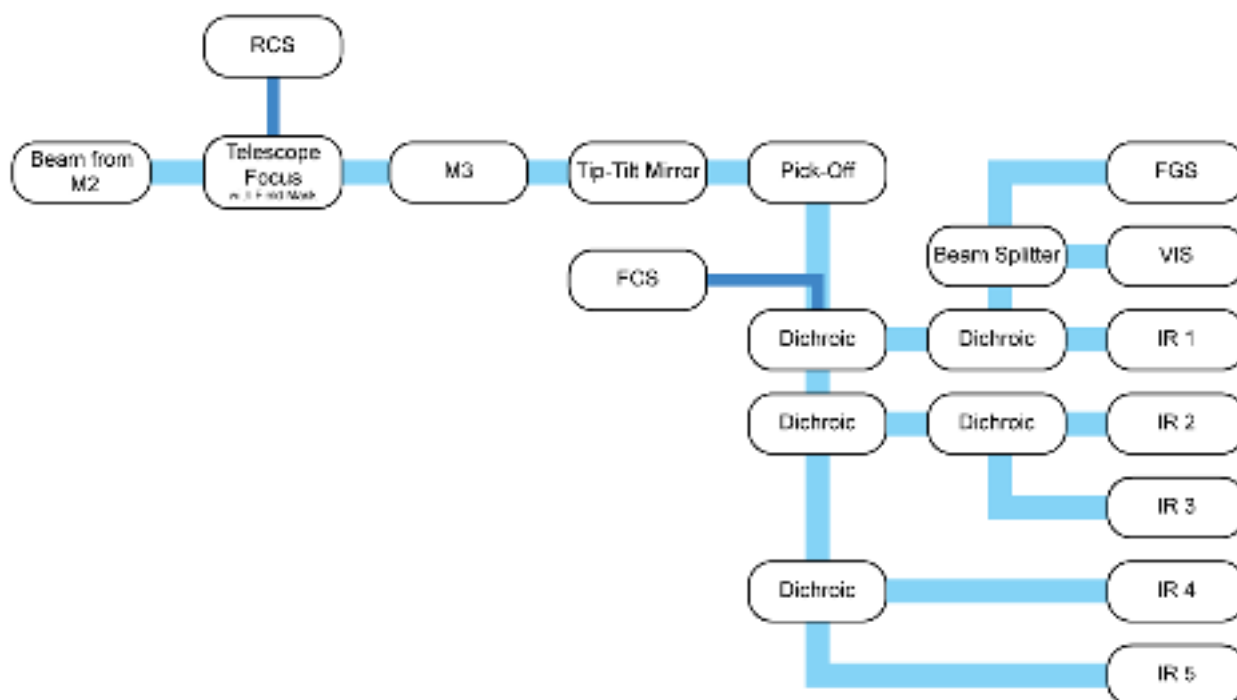 RCS
Beam from
M2
Telescope
Focus
M3
Tip-Tilt Mirror
Pick-Off
FGS
Beam Splitter
VIS
FCS
Dichroic
Dichroic
IR 1
Dichroic
Dichroic
IR 2
IR 3
Dichroic
IR 4
IR 5